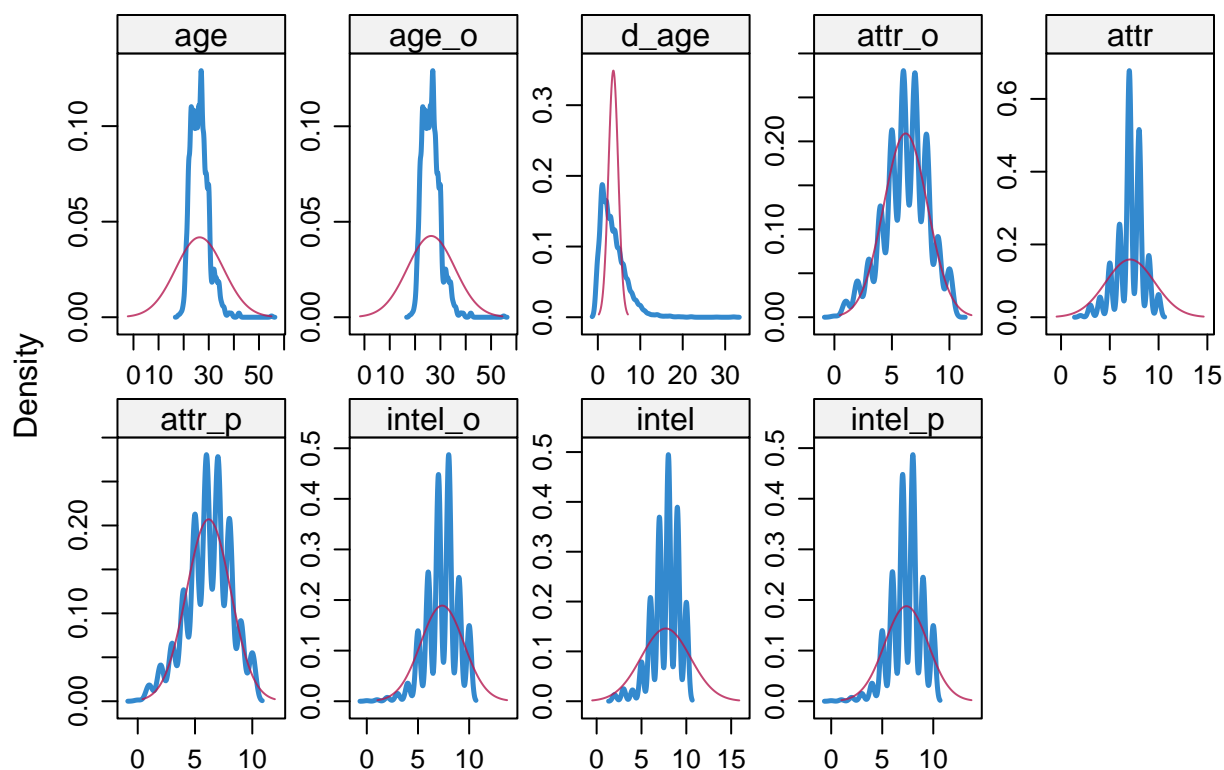 age
age_o
d_age
attr_o
attr
0.00 0.05 0.10
0.00 0.05 0.10
0.0 0.1 0.2 0.3
0.00 0.10 0.20
0.0 0.2 0.4 0.6
0 10 30 50
0 10 30 50
0 10 20 30
0 5 10
0 5 10 15
Density
attr_p
intel_o
intel
intel_p
0.00 0.10 0.20
0.0 0.1 0.2 0.3 0.4 0.5
0.0 0.1 0.2 0.3 0.4 0.5
0.0 0.1 0.2 0.3 0.4 0.5
0 5 10
0 5 10
0 5 10 15
0 5 10